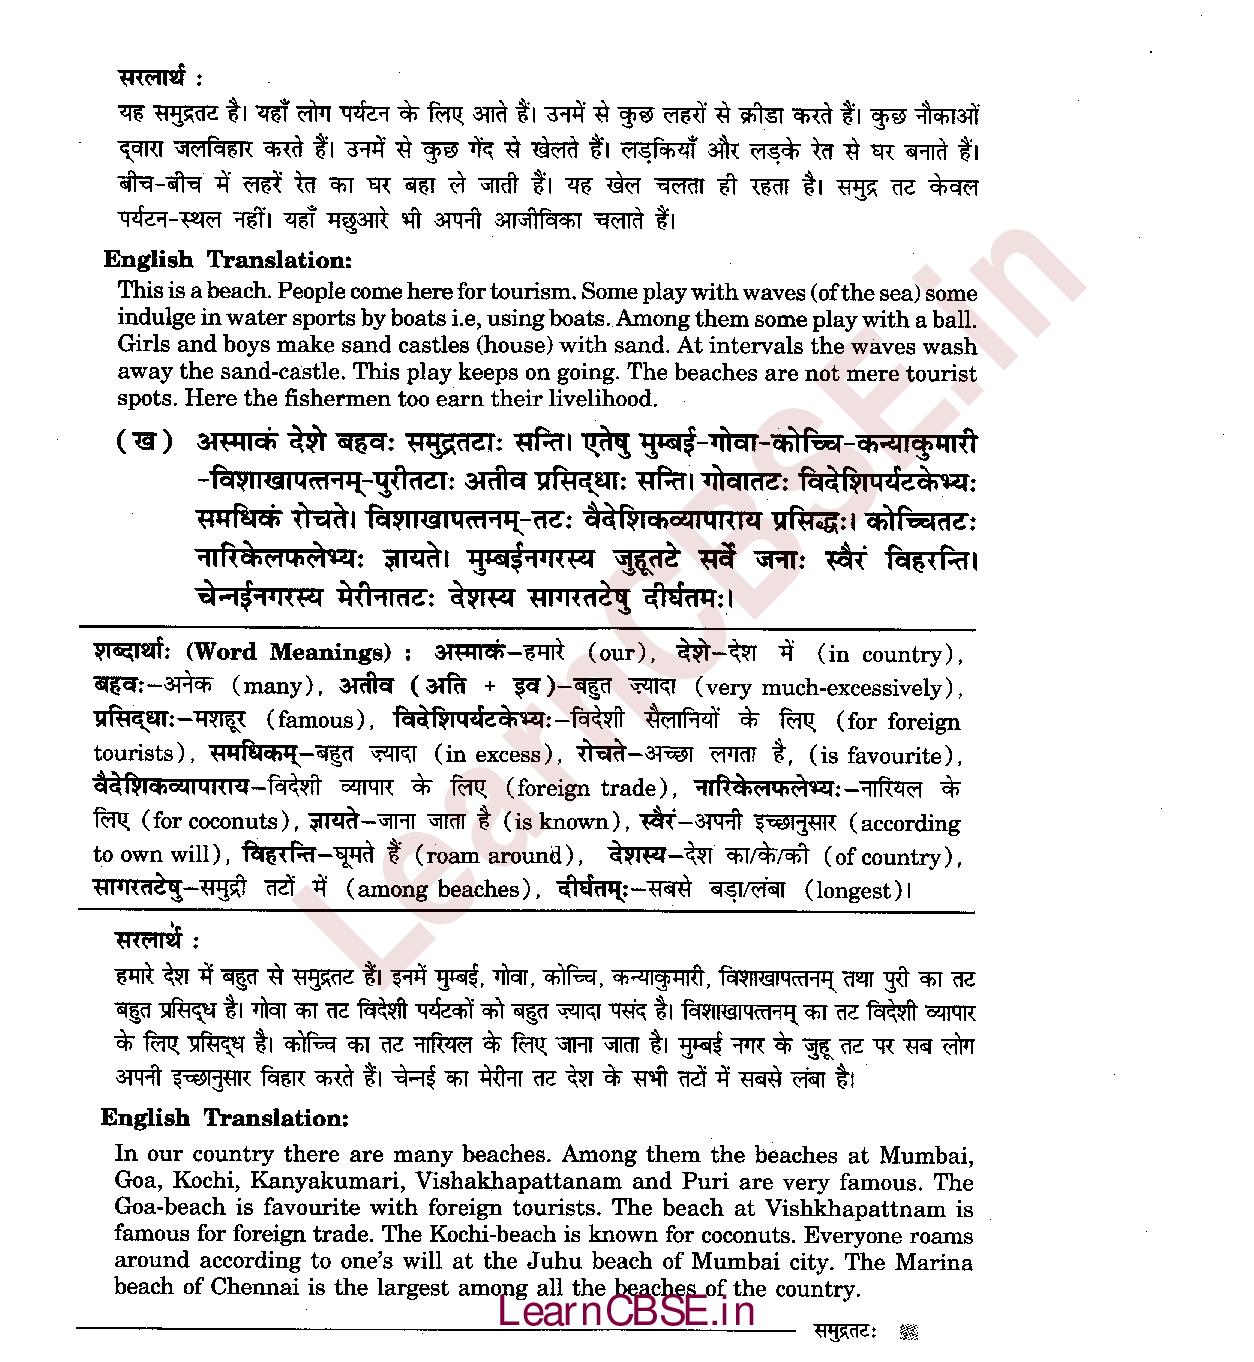 सरलार्थ :
यह समुद्रतट है। यहाँ लोग पर्यटन के लिए आते हैं। उनमें से कुछ लहरों से क्रीडा करते हैं। कुछ नौकाओं
द्वारा जलविहार करते हैं। उनमें से कुछ गेंद से खेलते हैं। लड़कियाँ और लड़के रेत से घर बनाते हैं।
बीच-बीच में लहरें रेत का घर बहा ले जाती हैं। यह खेल चलता ही रहता है। समुद्र तट केवल
पर्यटन-स्थल नहीं। यहाँ मछुआरे भी अपनी आजीविका चलाते हैं।
English Translation:
This is a beach. People come here for tourism. Some play with waves (of the sea) some
indulge in water sports by boats i.e, using boats. Among them some play with a ball.
Girls and boys make sand castles (house) with sand. At intervals the waves wash
away the sand-castle. This play keeps on going. The beaches are not mere tourist
spots. Here the fishermen too earn their livelihood.
(ख) अस्माकं देशे बहवः समुद्रतटाः सन्ति। एतेषु मुम्बई-गोवा-कोच्चि-कन्याकुमारी
-विशाखापत्तनम्-पुरीतटाः अतीव प्रसिद्धाः सन्ति। गोवातटः विदेशिपर्यटकेभ्यः
समधिकं रोचते। विशाखापत्तनम्-तटः वैदेशिकव्यापाराय प्रसिद्धः। कोच्चितटः
नारिकेलफलेभ्यः ज्ञायते। मुम्बईनगरस्य जुहूतटे सर्वे जनाः स्वैरं विहरन्ति।
चेन्नईनगरस्य मेरीनातटः देशस्य सागरतटेषु दीर्घतमः।
शब्दार्थाः (Word Meanings) : अस्माकं–हमारे (our), देशे–देश में (in country),
बहवः–अनेक (many), अतीव (अति + इव)–बहुत ज़्यादा (very much-excessively),
प्रसिद्धाः–मशहूर (famous), विदेशिपर्यटकेभ्यः–विदेशी सैलानियों के लिए (for foreign
tourists), समधिकम्–बहुत ज़्यादा (in excess), रोचते–अच्छा लगता है, (is favourite),
वैदेशिकव्यापाराय–विदेशी व्यापार के लिए (foreign trade), नारिकेलफलेभ्यः–नारियल के
लिए (for coconuts), ज्ञायते–जाना जाता है (is known), स्वैरं–अपनी इच्छानुसार (according
to own will), विहरन्ति–घूमते हैं (roam around), देशस्य–देश का/के/की (of country),
सागरतटेषु–समुद्री तटों में (among beaches), दीर्घतमः–सबसे बड़ा/लंबा (longest)।
सरलार्थ :
हमारे देश में बहुत से समुद्रतट हैं। इनमें मुम्बई, गोवा, कोच्चि, कन्याकुमारी, विशाखापत्तनम् तथा पुरी का तट
बहुत प्रसिद्ध है। गोवा का तट विदेशी पर्यटकों को बहुत ज़्यादा पसंद है। विशाखापत्तनम् का तट विदेशी व्यापार
के लिए प्रसिद्ध है। कोच्चि का तट नारियल के लिए जाना जाता है। मुम्बई नगर के जुहू तट पर सब लोग
अपनी इच्छानुसार विहार करते हैं। चेन्नई का मेरीना तट देश के सभी तटों में सबसे लंबा है।
English Translation:
In our country there are many beaches. Among them the beaches at Mumbai,
Goa, Kochi, Kanyakumari, Vishakhapattanam and Puri are very famous. The
Goa-beach is favourite with foreign tourists. The beach at Vishkhapattnam is
famous for foreign trade. The Kochi-beach is known for coconuts. Everyone roams
around according to one's will at the Juhu beach of Mumbai city. The Marina
beach of Chennai is the largest among all the beaches of the country.
LearnCBSE.in
समुद्रतटः
LearnCBSE.in